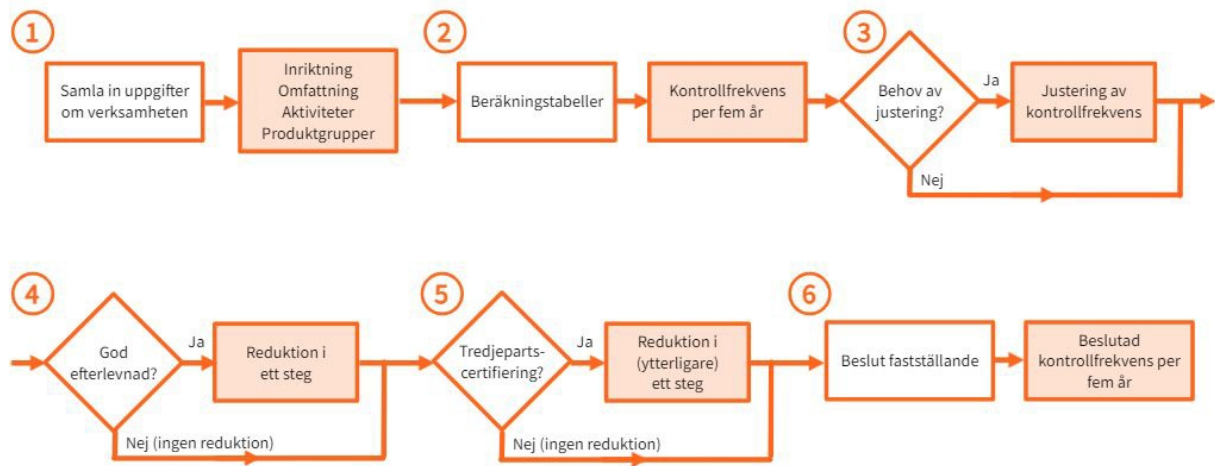 1
Samla in uppgifter
om verksamheten
Inriktning
Omfattning
Aktiviteter
Produktgrupper
2
Beräkningstabeller
Kontrollfrekvens
per fem år
3
Behov av
justering?
Ja
Justering av
kontrollfrekvens
Nej
4
God
efterlevnad?
Ja
Reduktion i
ett steg
Nej (ingen reduktion)
5
Tredjeparts-
certifiering?
Ja
Reduktion i
(ytterligare)
ett steg
Nej (ingen reduktion)
6
Beslut fastställande
Beslutad
kontrollfrekvens per
fem år